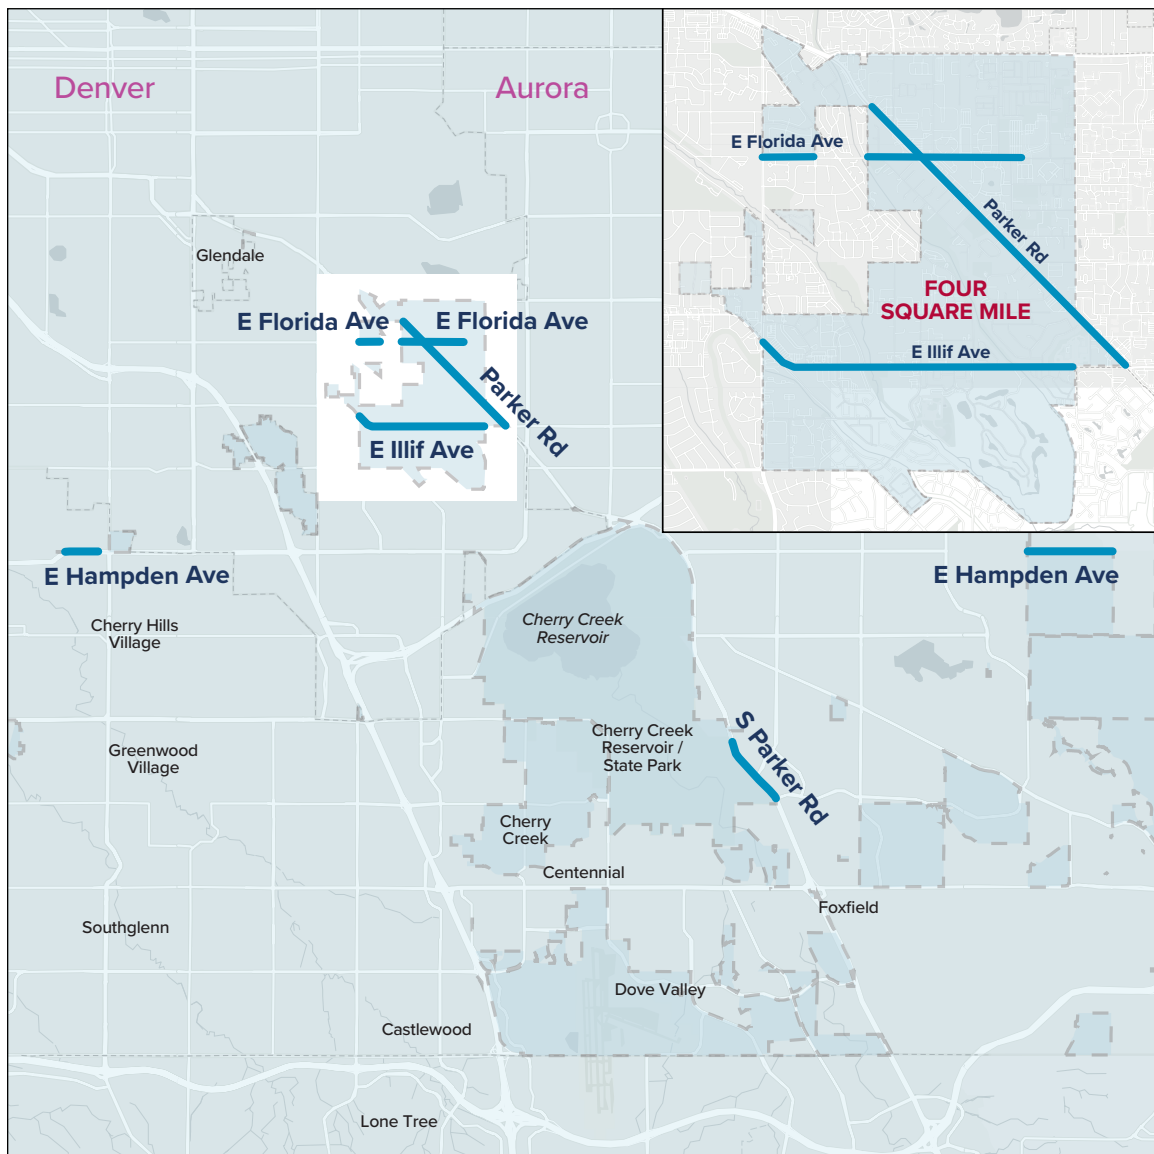 Denver
Aurora
E Florida Ave
Parker Rd
FOUR
SQUARE MILE
E Illif Ave
Glendale
E Florida Ave
E Florida Ave
Parker Rd
E Illif Ave
E Hampden Ave
E Hampden Ave
Cherry Hills
Village
Cherry Creek
Reservoir
Greenwood
Village
Cherry Creek
Reservoir /
State Park
S Parker Rd
Cherry
Creek
Centennial
Foxfield
Southglenn
Dove Valley
Castlewood
Lone Tree